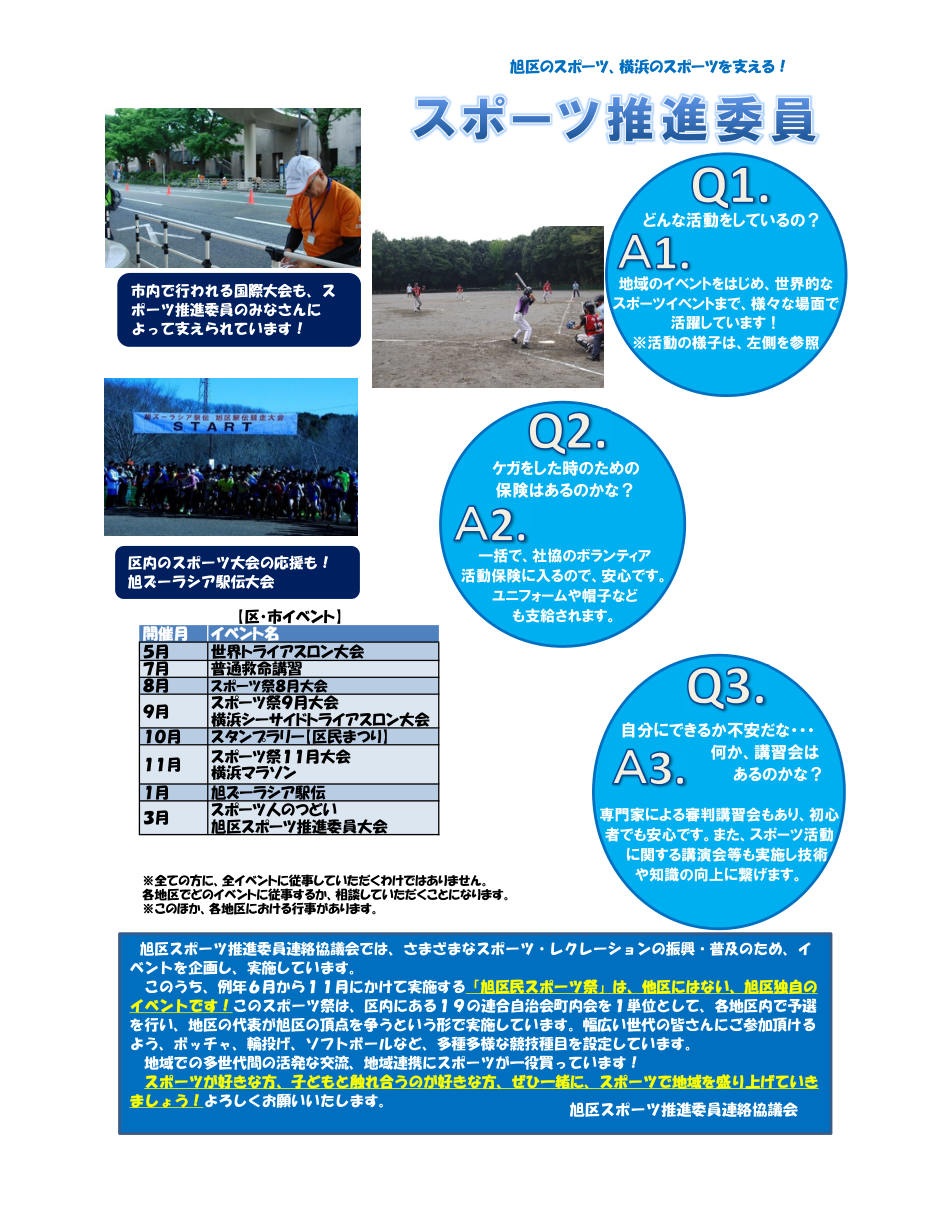 旭区のスポーツ、横浜のスポーツを支える！
スポーツ推進委員
Q1.
どんな活動をしているの？
A1.
地域のイベントをはじめ、世界的な
スポーツイベントまで、様々な場面で
活躍しています！
※活動の様子は、左側を参照
市内で行われる国際大会も、ス
ポーツ推進委員のみなさんに
よって支えられています！
旭ズーラシア駅伝 旭区駅伝競走大会
START
区内のスポーツ大会の応援も！
旭ズーラシア駅伝大会
Q2.
ケガをした時のための
保険はあるのかな？
A2.
一括で、社協のボランティア
活動保険に入るので、安心です。
ユニフォームや帽子など
も支給されます。
【区・市イベント】
開催月 イベント名
5月 世界トライアスロン大会
7月 普通救命講習
8月 スポーツ祭8月大会
9月 スポーツ祭9月大会
横浜シーサイドトライアスロン大会
10月 スタンプラリー【区民まつり】
11月 スポーツ祭11月大会
横浜マラソン
1月 旭ズーラシア駅伝
3月 スポーツ人のつどい
旭区スポーツ推進委員大会
Q3.
自分にできるか不安だな・・・
何か、講習会は
あるのかな？
A3.
専門家による審判講習会もあり、初心
者でも安心です。また、スポーツ活動
に関する講演会等も実施し技術
や知識の向上に繋げます。
※全ての方に、全イベントに従事していただくわけではありません。
各地区でどのイベントに従事するか、相談していただくことになります。
※このほか、各地区における行事があります。
旭区スポーツ推進委員連絡協議会では、さまざまなスポーツ・レクレーションの振興・普及のため、イ
ベントを企画し、実施しています。
このうち、例年６月から１１月にかけて実施する「旭区民スポーツ祭」は、他区にはない、旭区独自の
イベントです！このスポーツ祭は、区内にある１９の連合自治会町内会を１単位として、各地区内で予選
を行い、地区の代表が旭区の頂点を争うという形で実施しています。幅広い世代の皆さんにご参加頂ける
よう、ボッチャ、輪投げ、ソフトボールなど、多種多様な競技種目を設定しています。
地域での多世代間の活発な交流、地域連携にスポーツが一役買っています！
スポーツが好きな方、子どもと触れ合うのが好きな方、ぜひ一緒に、スポーツで地域を盛り上げていき
ましょう！よろしくお願いいたします。
旭区スポーツ推進委員連絡協議会